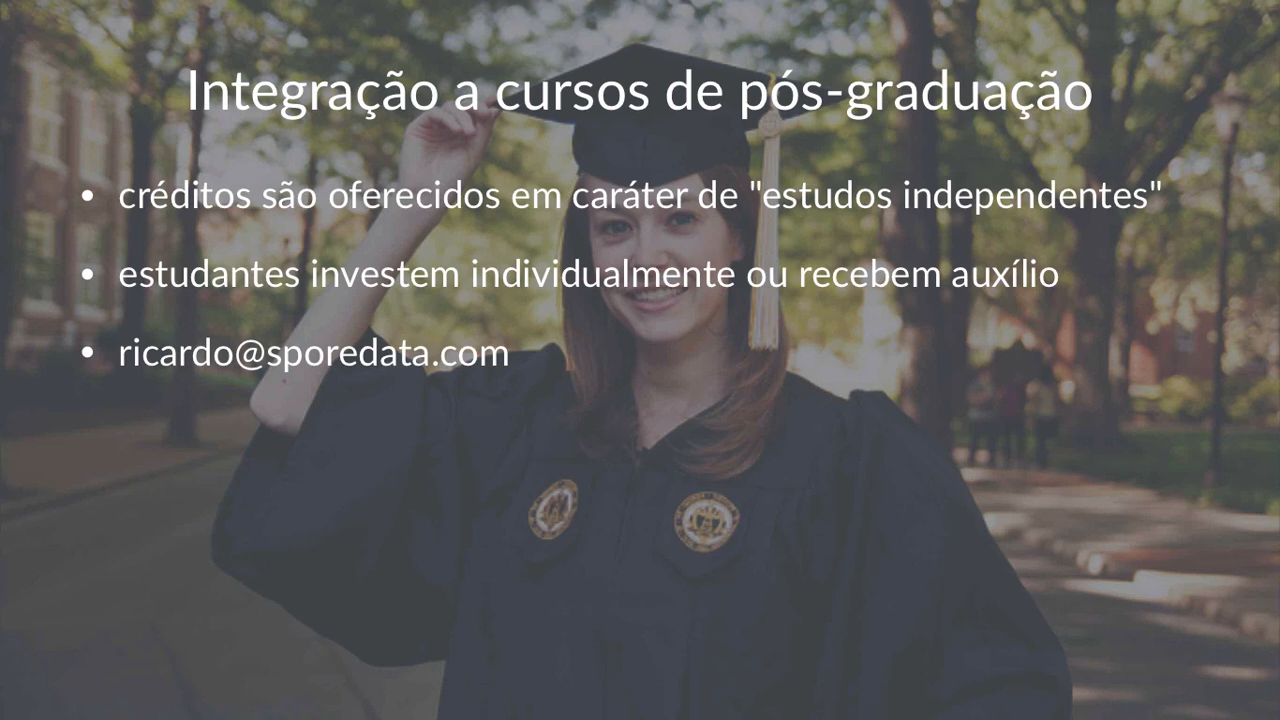 Integração a cursos de pós-graduação
• créditos são oferecidos em caráter de "estudos independentes"
• estudantes investem individualmente ou recebem auxílio
• ricardo@sporedata.com